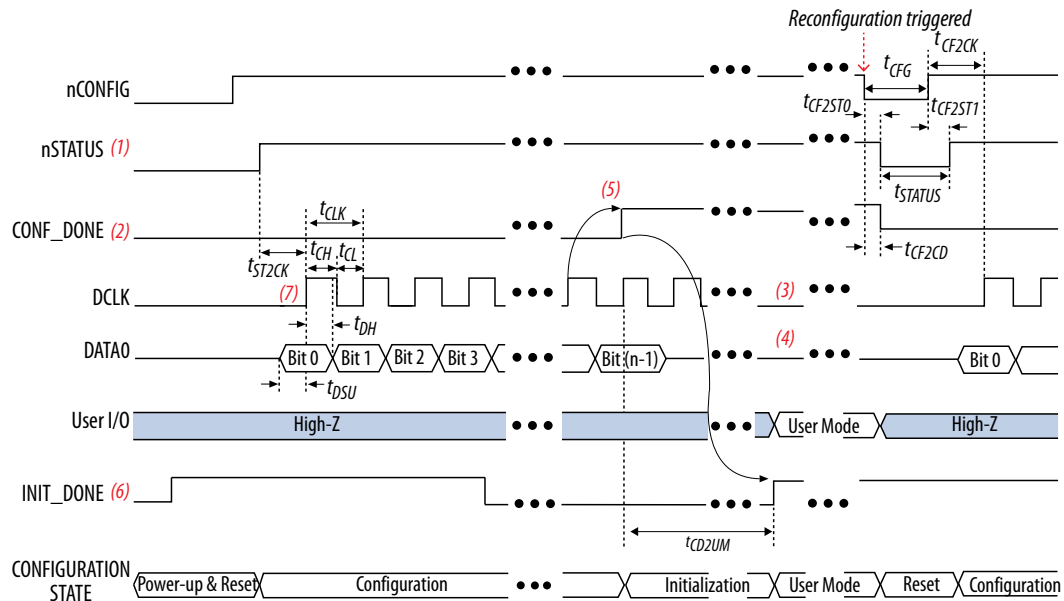 Reconfiguration triggered
tCF2CK
nCONFIG
tCFG
tCF2ST0
tCF2ST1
nSTATUS (1)
tSTATUS
(5)
CONF_DONE (2)
tCLK
tCF2CD
tST2CK
tCH
tCL
DCLK
(7)
(3)
tDH
DATA0
Bit 0
Bit 1
Bit 2
Bit 3
Bit (n-1)
(4)
Bit 0
tDSU
User I/O
High-Z
User Mode
High-Z
INIT_DONE (6)
tCD2UM
CONFIGURATION
STATE
Power-up & Reset
Configuration
Initialization
User Mode
Reset
Configuration